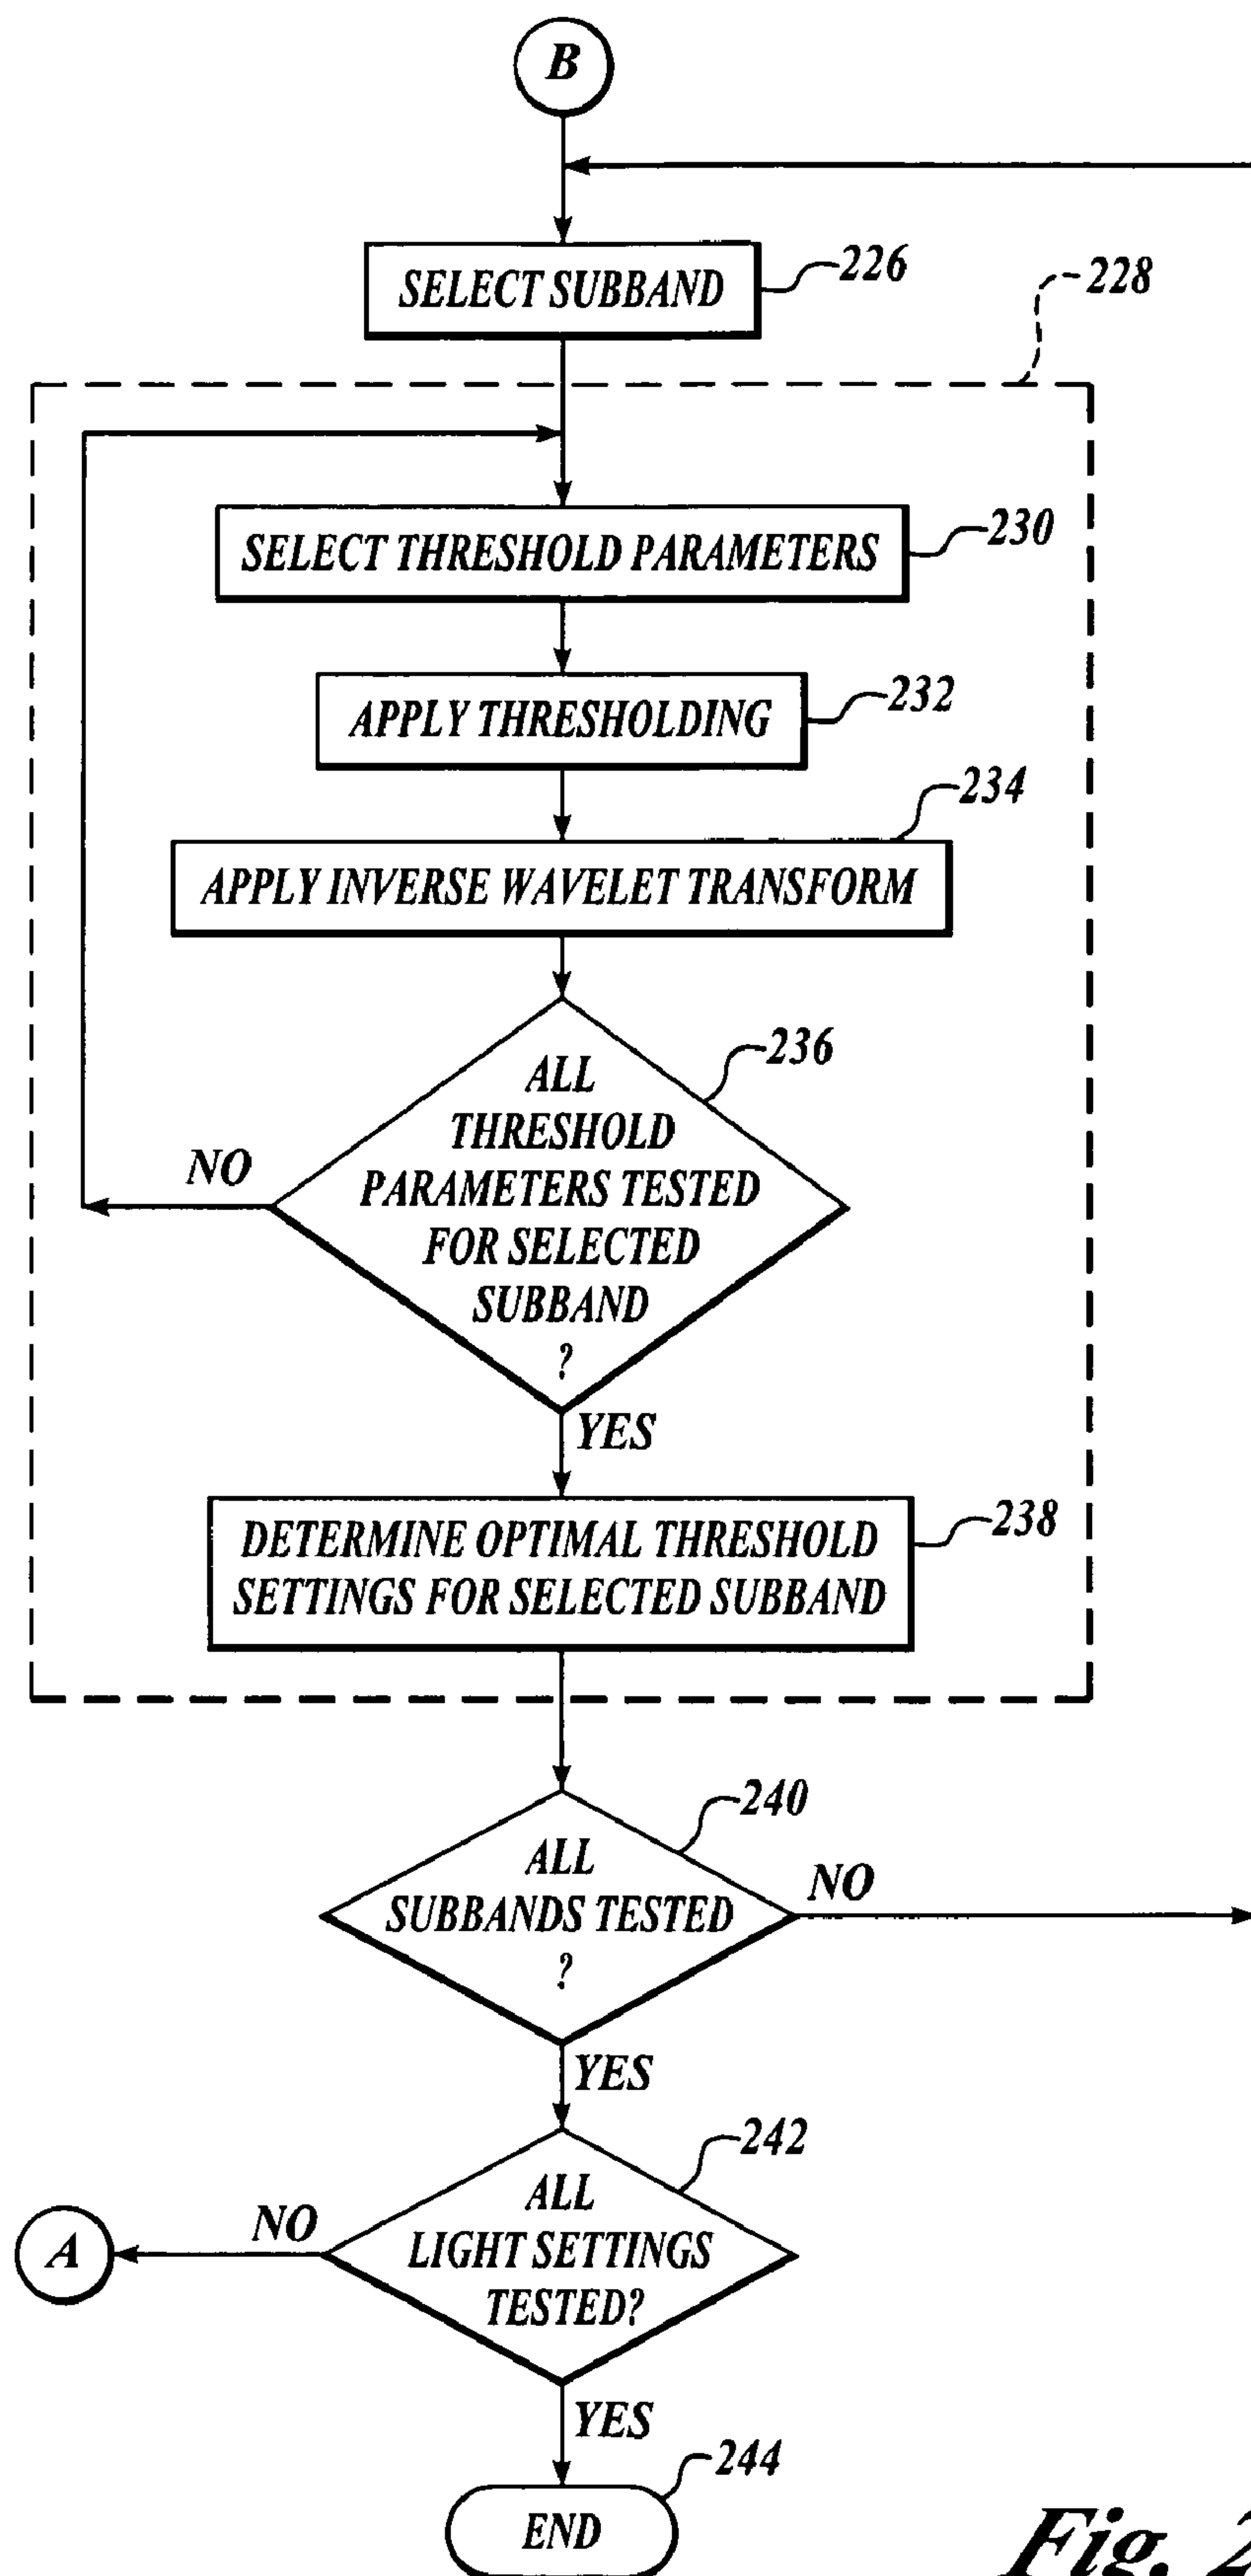 B
SELECT SUBBAND
226
228
SELECT THRESHOLD PARAMETERS
230
APPLY THRESHOLDING
232
234
APPLY INVERSE WAVELET TRANSFORM
236
ALL
THRESHOLD
PARAMETERS TESTED
FOR SELECTED
SUBBAND
?
NO
YES
238
DETERMINE OPTIMAL THRESHOLD
SETTINGS FOR SELECTED SUBBAND
240
ALL
SUBBANDS TESTED
?
NO
YES
242
ALL
LIGHT SETTINGS
TESTED?
NO
A
YES
244
END
Fig. 2